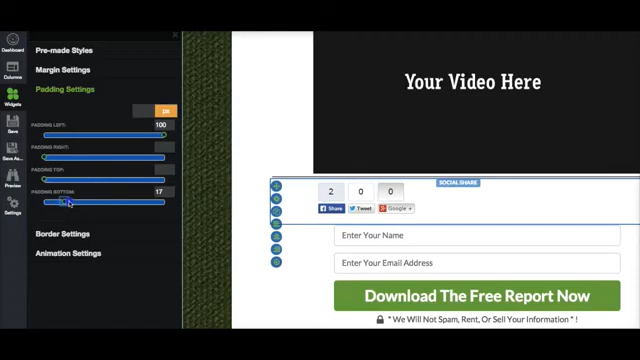 Dashboard
Columns
Widgets
Save
Save As...
Preview
Settings
Pre-made Styles
Margin Settings
Padding Settings
px
PADDING LEFT:
100
PADDING RIGHT:
PADDING TOP:
PADDING BOTTOM:
17
Border Settings
Animation Settings
Your Video Here
SOCIAL SHARE
2 0 0
Share Tweet Google +
Enter Your Name
Enter Your Email Address
Download The Free Report Now
* We Will Not Spam, Rent, Or Sell Your Information * !